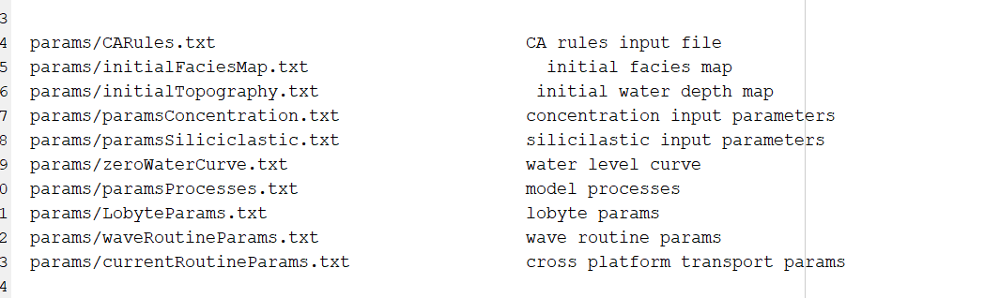 3
4 params/CARules.txt CA rules input file
5 params/initialFaciesMap.txt initial facies map
6 params/initialTopography.txt initial water depth map
7 params/paramsConcentration.txt concentration input parameters
8 params/paramsSiliciclastic.txt silicilastic input parameters
9 params/zeroWaterCurve.txt water level curve
0 params/paramsProcesses.txt model processes
1 params/LobyteParams.txt lobyte params
2 params/waveRoutineParams.txt wave routine params
3 params/currentRoutineParams.txt cross platform transport params
4